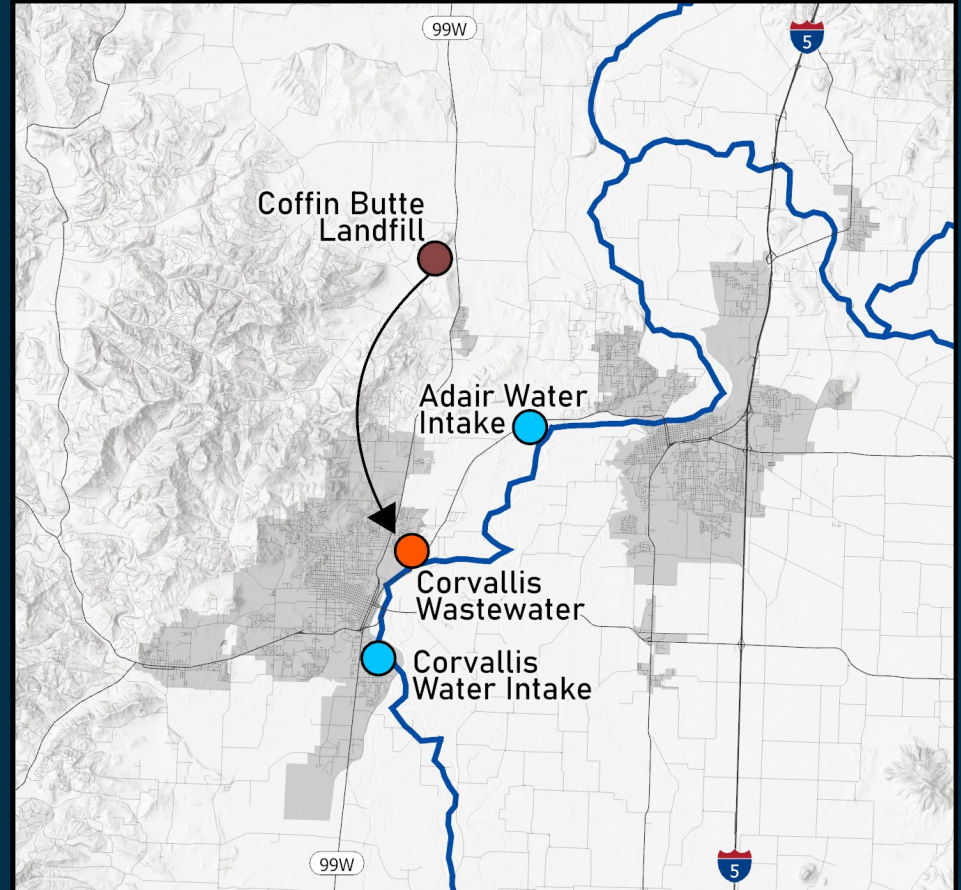 99W
5
Coffin Butte
Landfill
Adair Water
Intake
Corvallis
Wastewater
Corvallis
Water Intake
99W
5